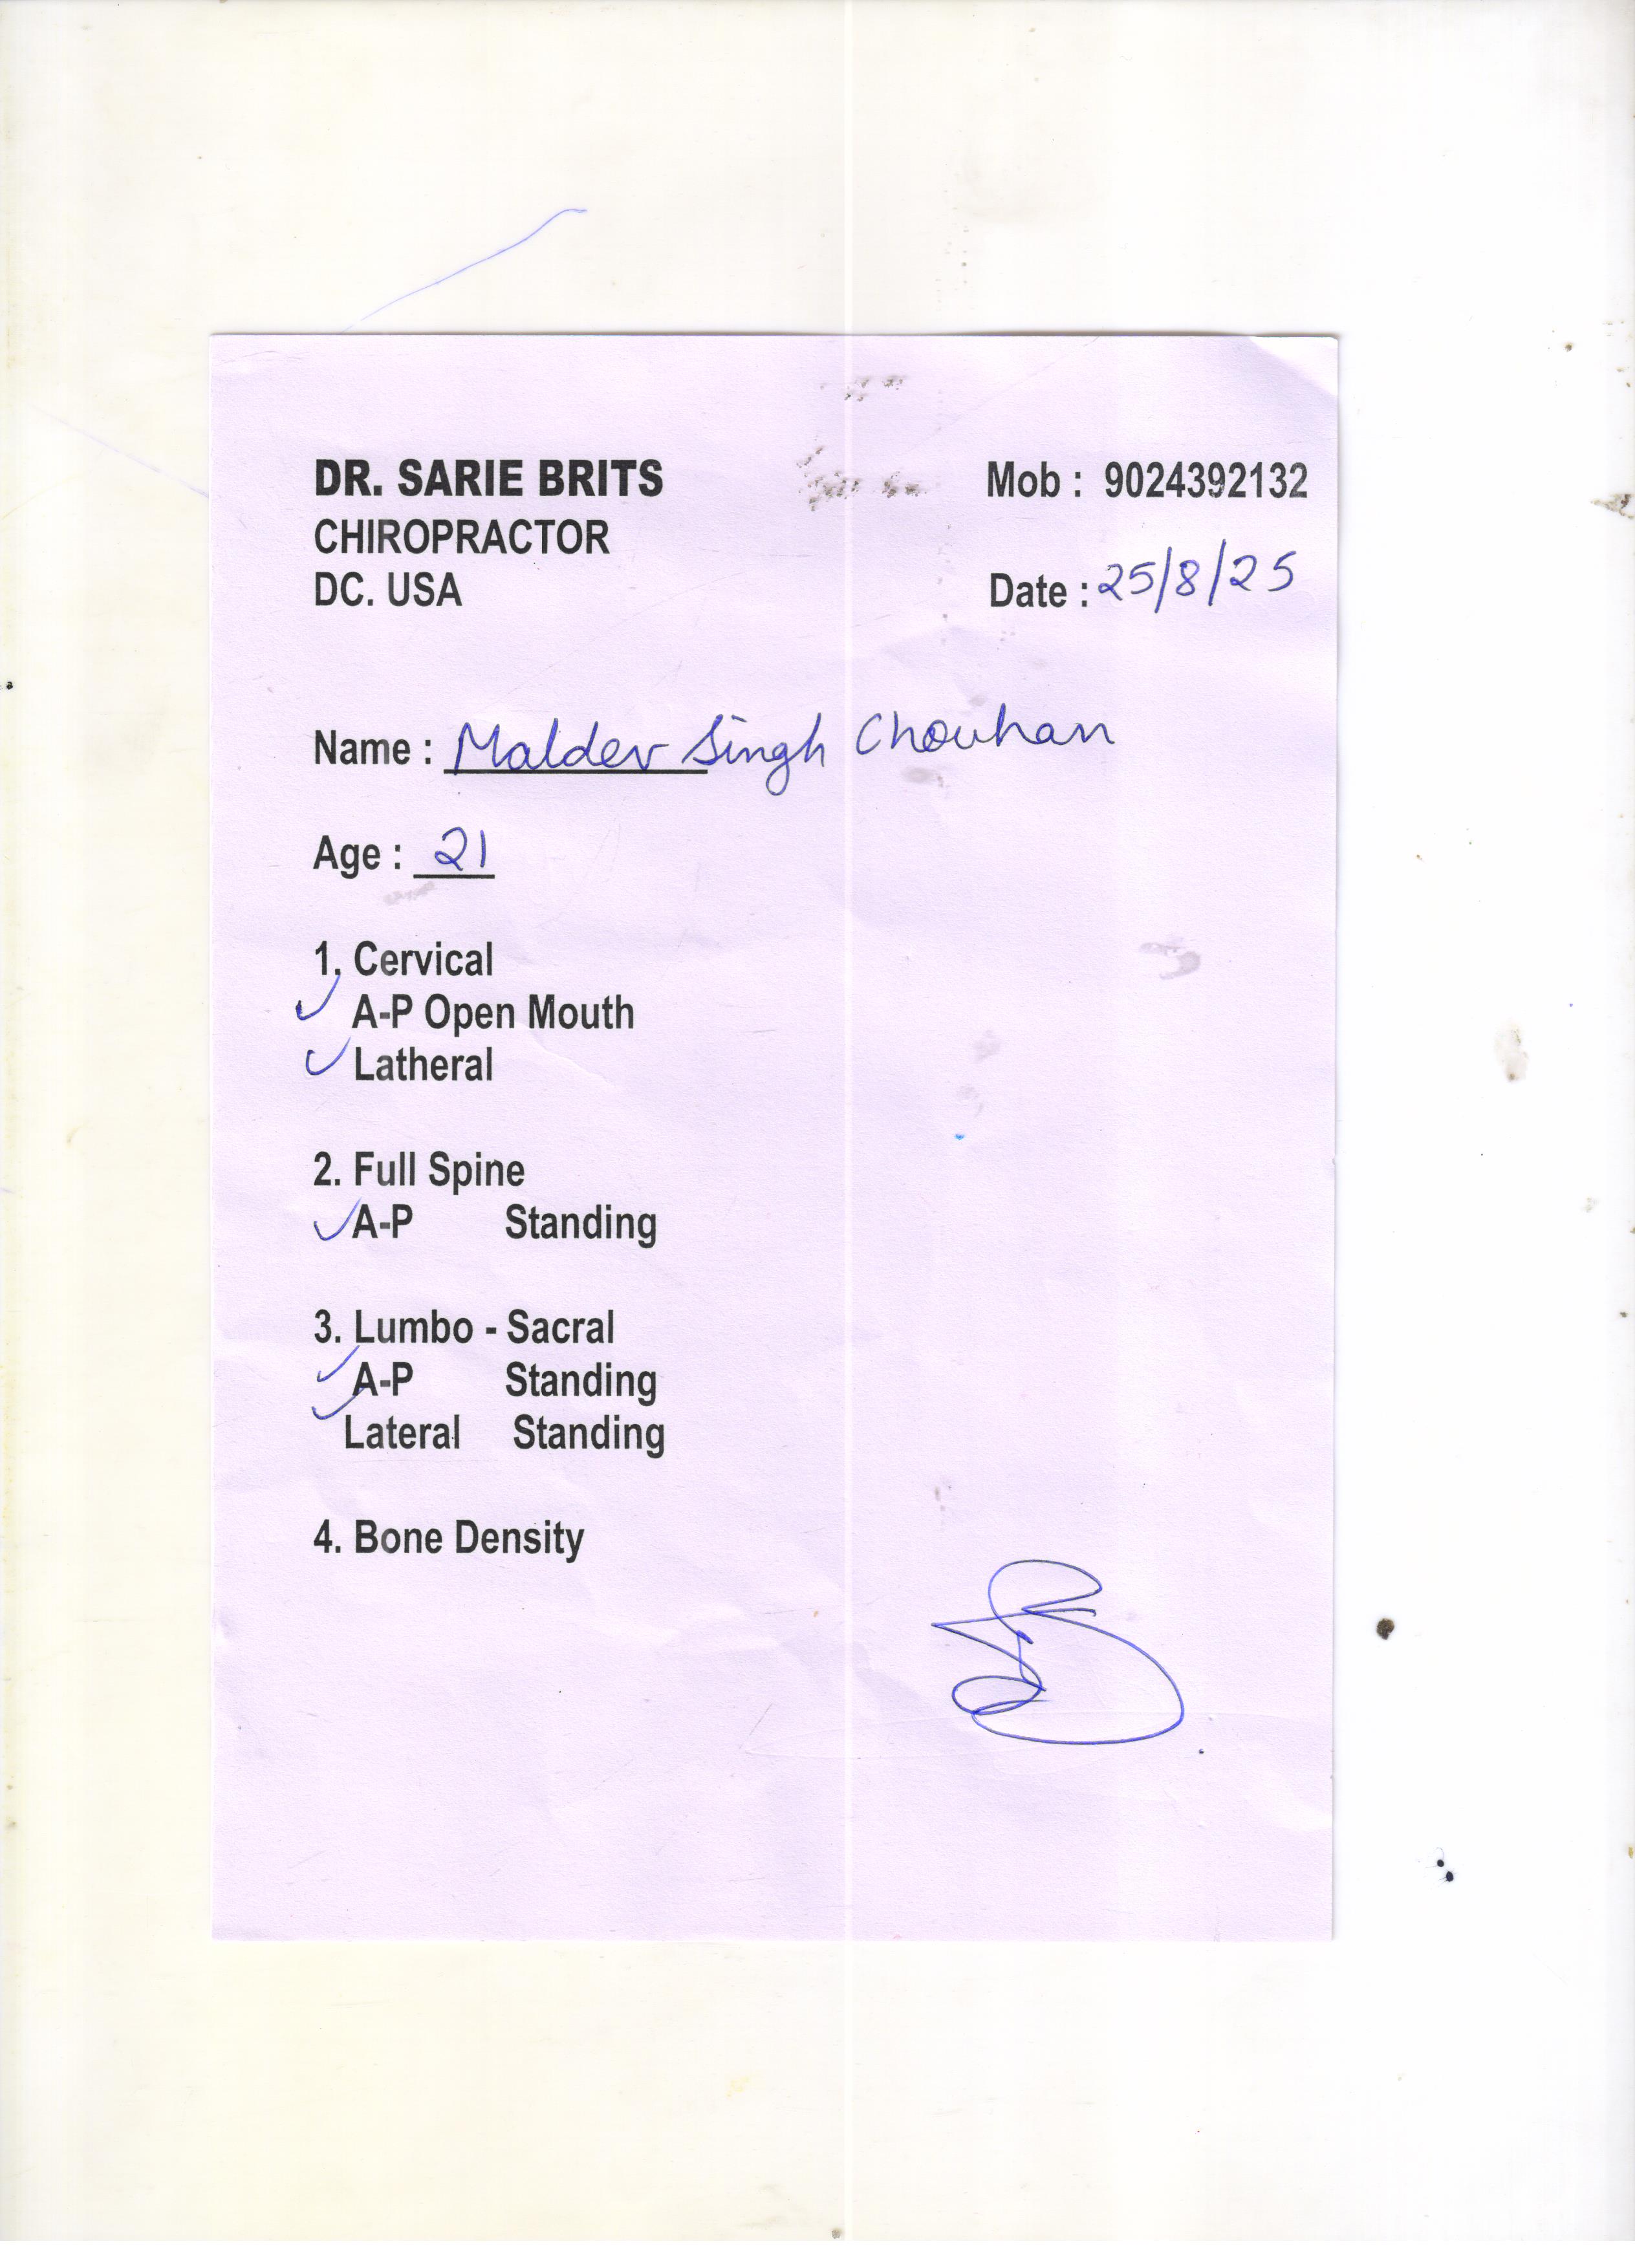 DR. SARIE BRITS
Mob : 9024392132
CHIROPRACTOR
DC. USA
Date : 25/8/25
Name : Maldev Singh Chouhan
Age : 21
1. Cervical
✓ A-P Open Mouth
✓ Latheral
2. Full Spine
✓ A-P Standing
3. Lumbo - Sacral
✓ A-P Standing
✓ Lateral Standing
4. Bone Density